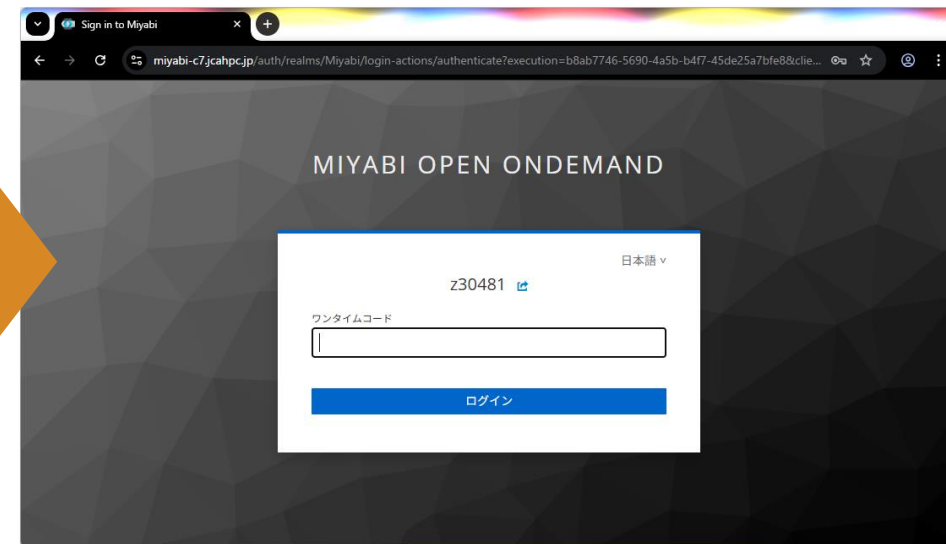 Sign in to Miyabi
miyabi-c7.jcahpc.jp/auth/realms/Miyabi/login-actions/authenticate?execution=b8ab7746-5690-4a5b-b4f7-45de25a7bfe8&clie...
MIYABI OPEN ONDEMAND
日本語
z30481
ワンタイムコード
ログイン